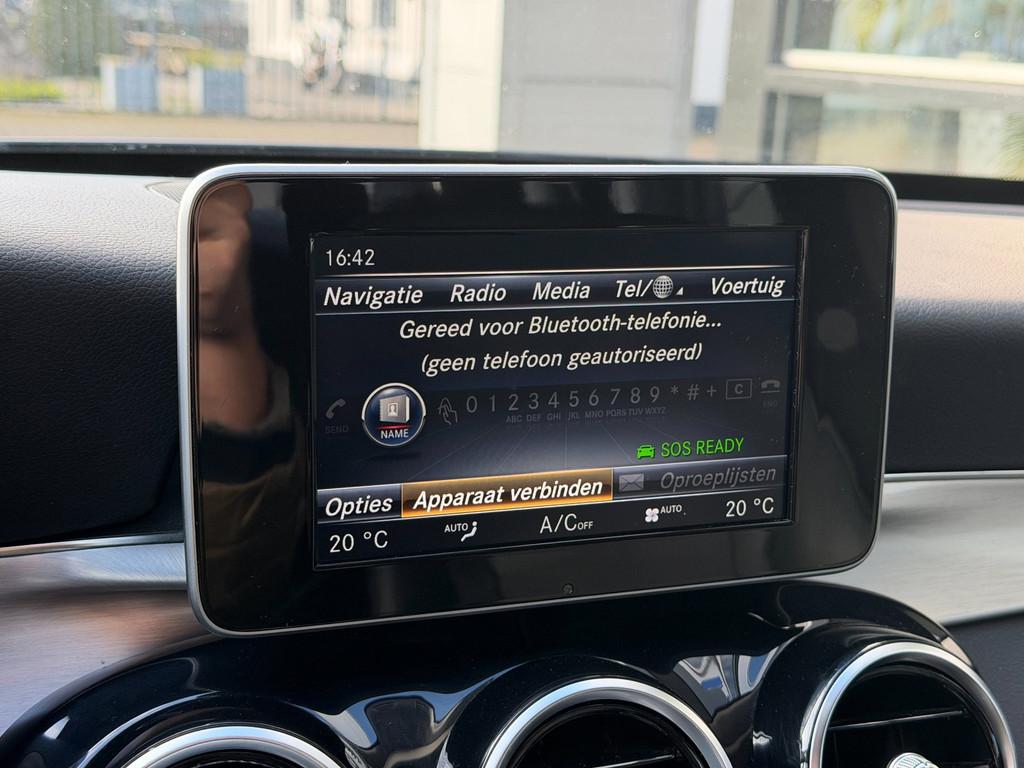 16:42
Navigatie Radio Media Tel/ Voertuig
Gereed voor Bluetooth-telefonie...
(geen telefoon geautoriseerd)
SEND NAME 0 1 2 3 4 5 6 7 8 9 * # + C END
ABC DEF GHI JKL MNO PQRS TUV WXYZ
SOS READY
Opties Apparaat verbinden Oproeplijsten
20 °C AUTO A/C OFF AUTO 20 °C